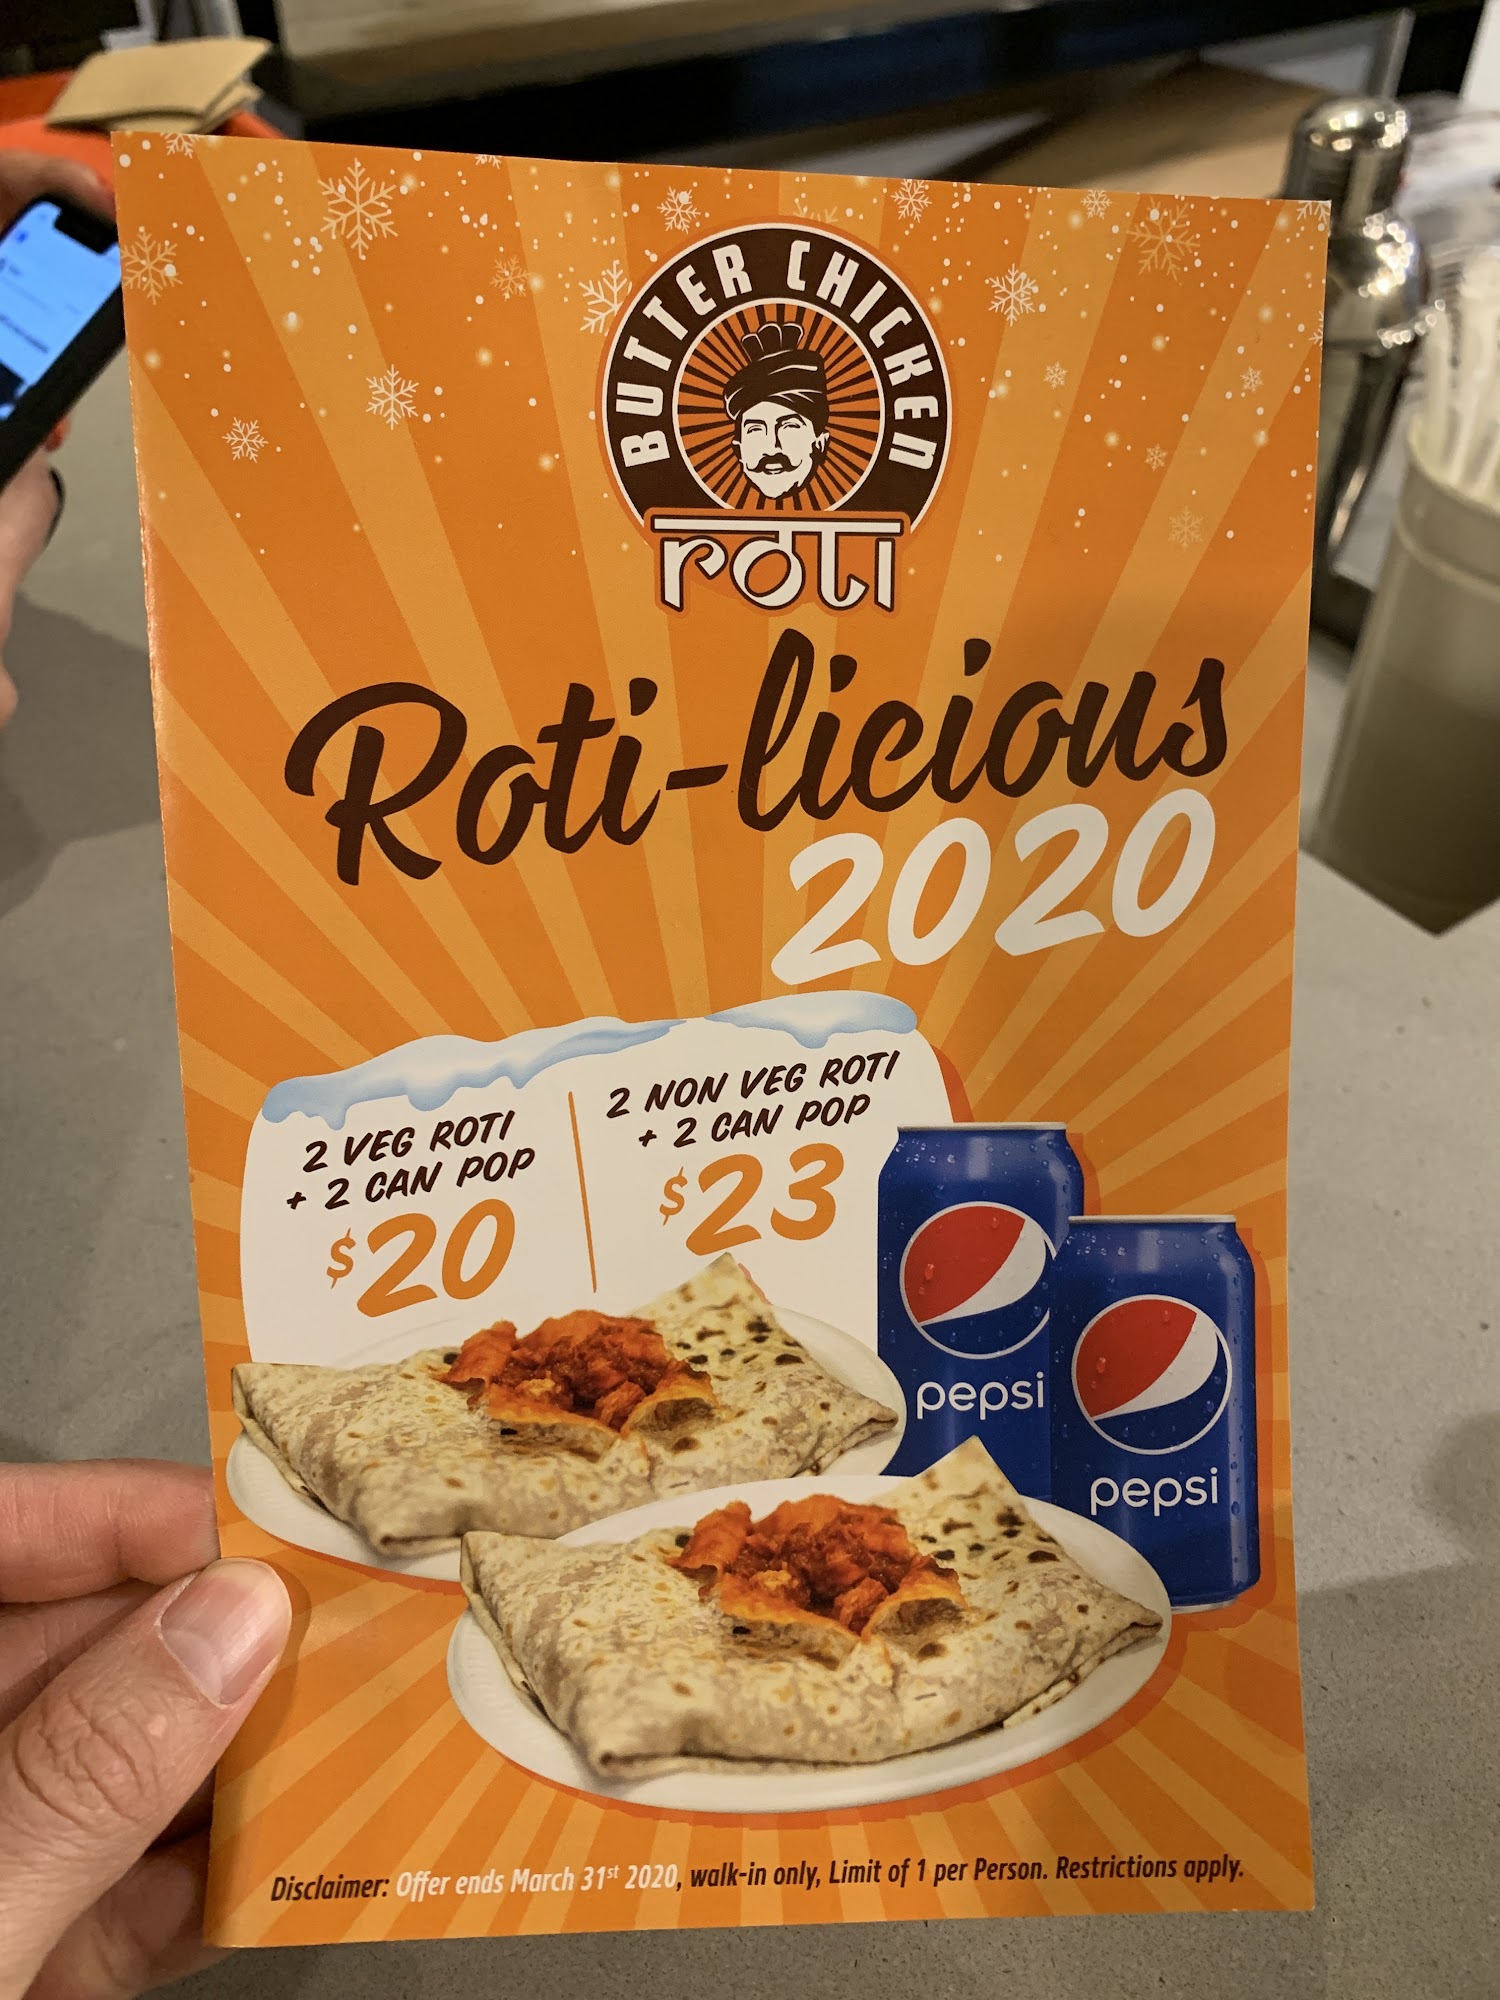 BUTTER CHICKEN
roti
Roti-licious
2020
2 VEG ROTI
+ 2 CAN POP
$20
2 NON VEG ROTI
+ 2 CAN POP
$23
pepsi
pepsi
Disclaimer: Offer ends March 31st 2020, walk-in only, Limit of 1 per Person. Restrictions apply.